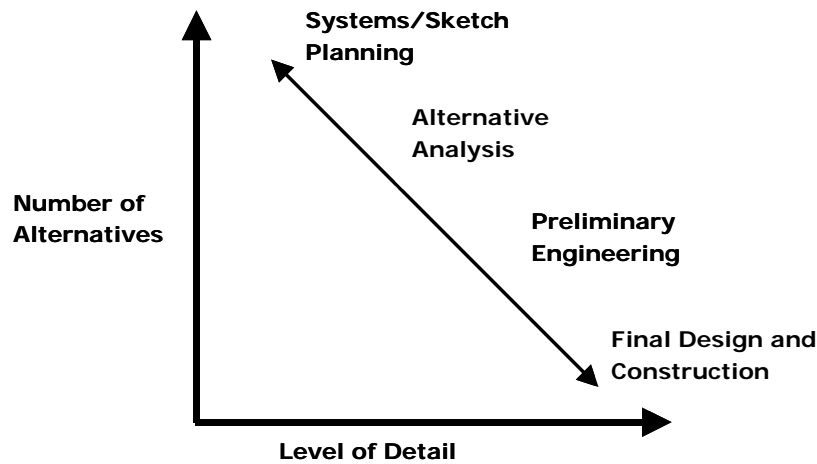 Systems/Sketch
Planning
Alternative
Analysis
Number of
Alternatives
Preliminary
Engineering
Final Design and
Construction
Level of Detail